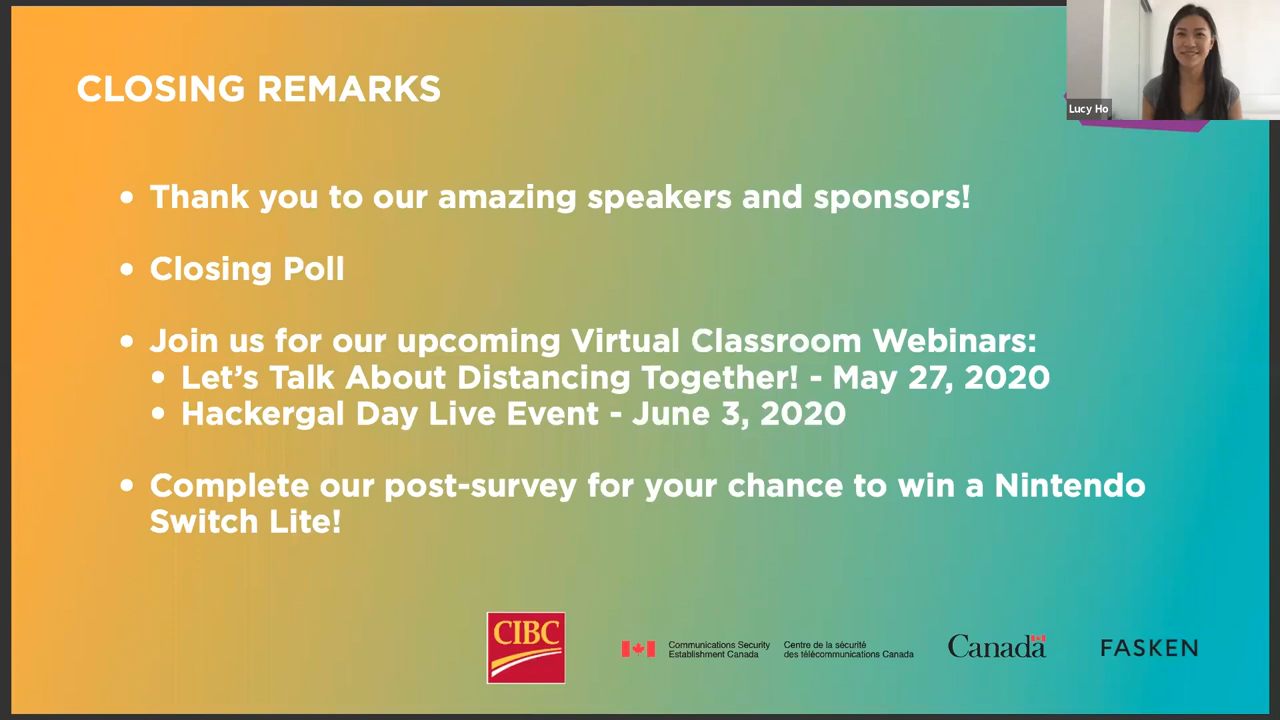 CLOSING REMARKS
Lucy Ho
• Thank you to our amazing speakers and sponsors!
• Closing Poll
• Join us for our upcoming Virtual Classroom Webinars:
• Let’s Talk About Distancing Together! - May 27, 2020
• Hackergal Day Live Event - June 3, 2020
• Complete our post-survey for your chance to win a Nintendo
Switch Lite!
CIBC
Communications Security
Establishment Canada
Centre de la sécurité
des télécommunications Canada
Canada
FASKEN